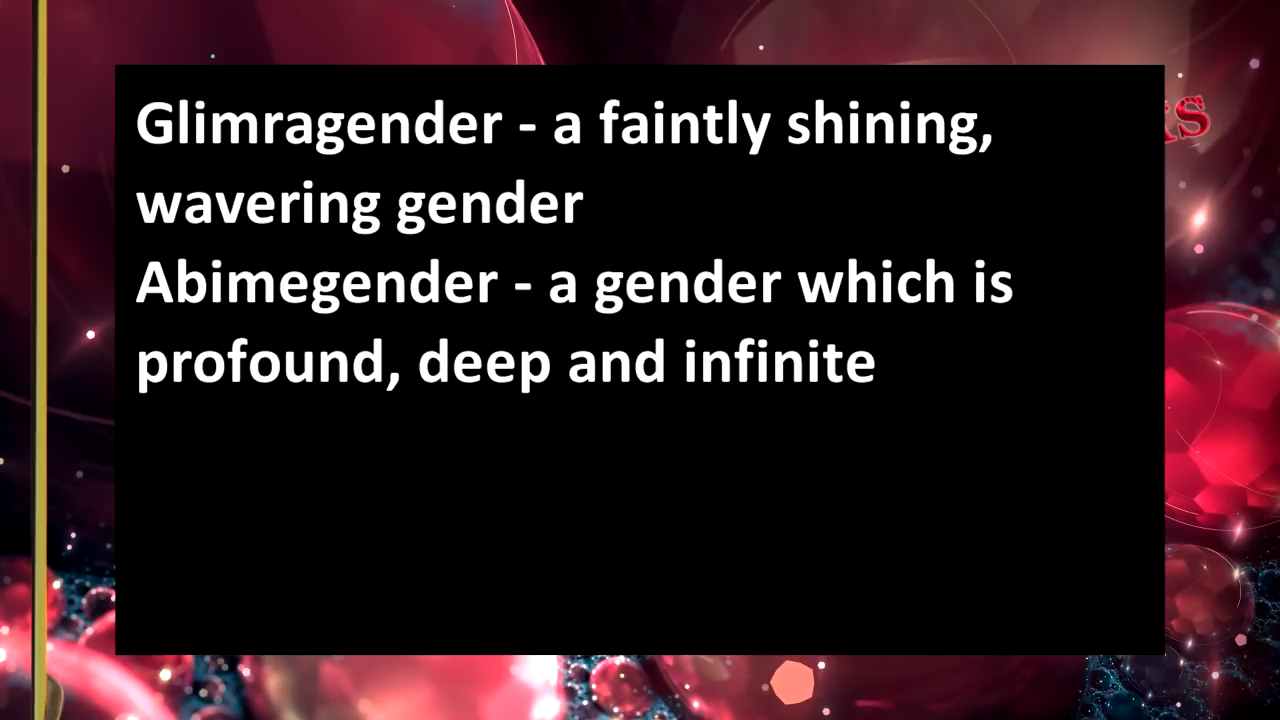 Glimragender - a faintly shining,
wavering gender
Abimegender - a gender which is
profound, deep and infinite